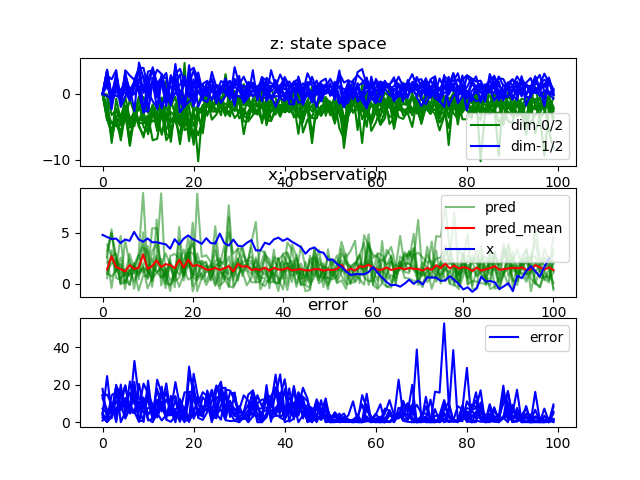 z: state space
0
−10
dim-0/2
dim-1/2
0 20 40 60 80 100
x: observation
5
0
pred
pred_mean
x
0 20 40 60 80 100
error
40
20
0
error
0 20 40 60 80 100